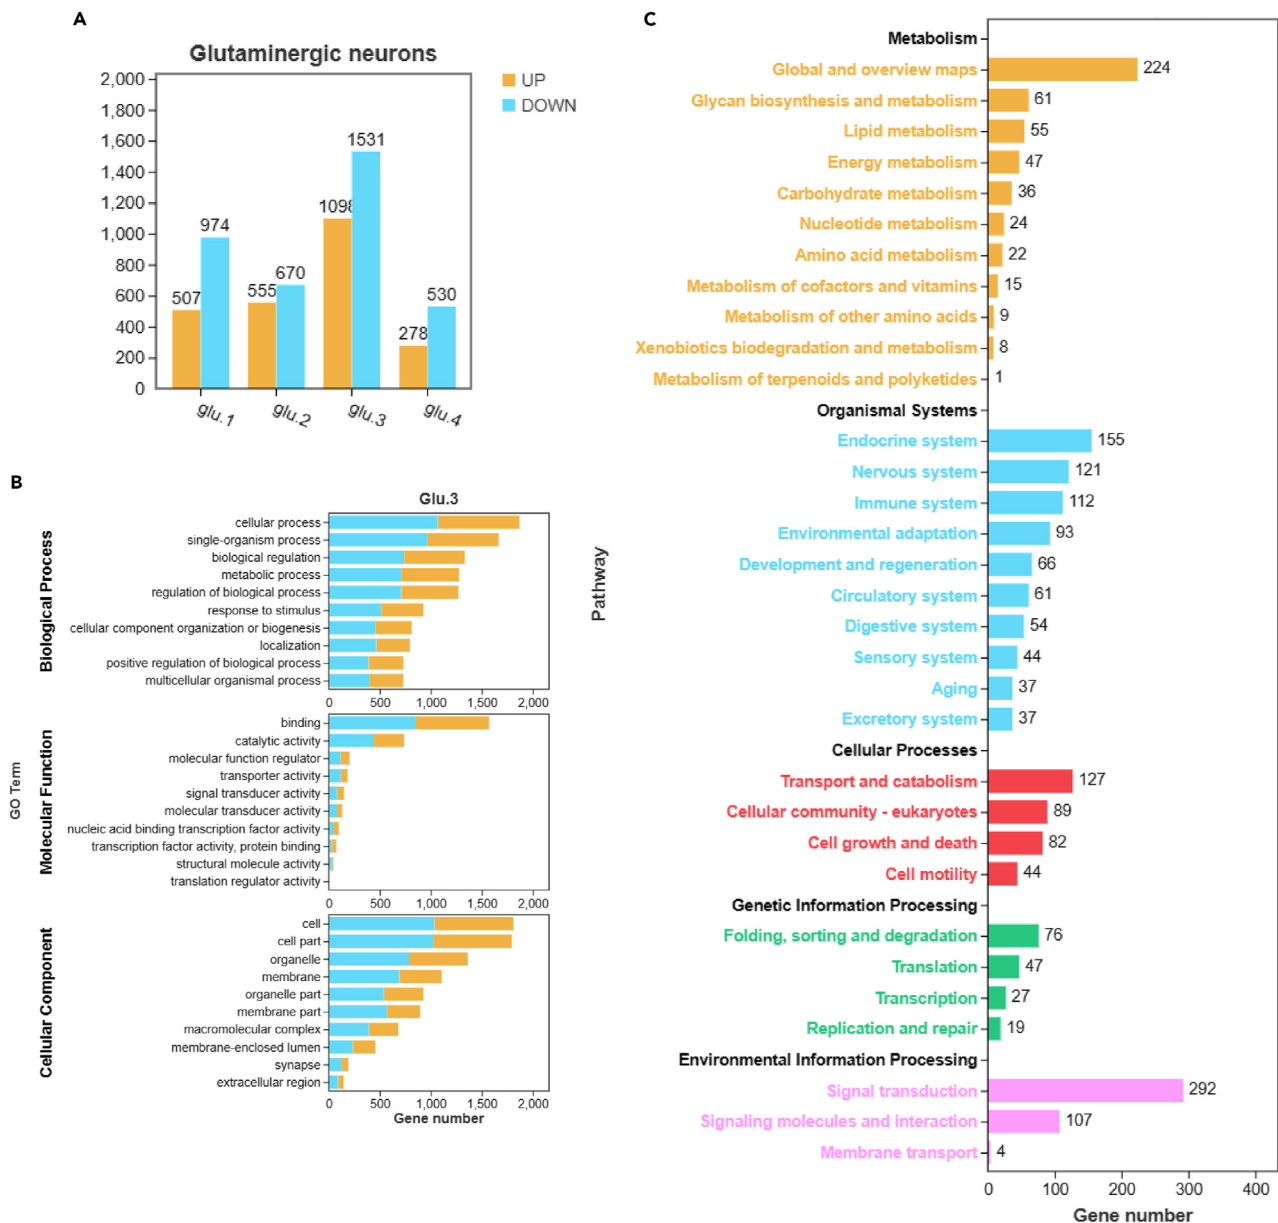 A
Glutaminergic neurons
UP
DOWN
2,000
1,800
1,600
1,400
1,200
1,000
800
600
400
200
0
507
974
555
670
1098
1531
278
530
glu.1
glu.2
glu.3
glu.4
B
Glu.3
GO Term
Biological Process
cellular process
single-organism process
biological regulation
metabolic process
regulation of biological process
response to stimulus
cellular component organization or biogenesis
localization
positive regulation of biological process
multicellular organismal process
0 500 1,000 1,500 2,000
Molecular Function
binding
catalytic activity
molecular function regulator
transporter activity
signal transducer activity
molecular transducer activity
nucleic acid binding transcription factor activity
transcription factor activity, protein binding
structural molecule activity
translation regulator activity
0 500 1,000 1,500 2,000
Cellular Component
cell
cell part
organelle
membrane
organelle part
membrane part
macromolecular complex
membrane-enclosed lumen
synapse
extracellular region
0 500 1,000 1,500 2,000
Gene number
C
Pathway
Metabolism
Global and overview maps 224
Glycan biosynthesis and metabolism 61
Lipid metabolism 55
Energy metabolism 47
Carbohydrate metabolism 36
Nucleotide metabolism 24
Amino acid metabolism 22
Metabolism of cofactors and vitamins 15
Metabolism of other amino acids 9
Xenobiotics biodegradation and metabolism 8
Metabolism of terpenoids and polyketides 1
Organismal Systems
Endocrine system 155
Nervous system 121
Immune system 112
Environmental adaptation 93
Development and regeneration 66
Circulatory system 61
Digestive system 54
Sensory system 44
Aging 37
Excretory system 37
Cellular Processes
Transport and catabolism 127
Cellular community - eukaryotes 89
Cell growth and death 82
Cell motility 44
Genetic Information Processing
Folding, sorting and degradation 76
Translation 47
Transcription 27
Replication and repair 19
Environmental Information Processing
Signal transduction 292
Signaling molecules and interaction 107
Membrane transport 4
0 100 200 300 400
Gene number